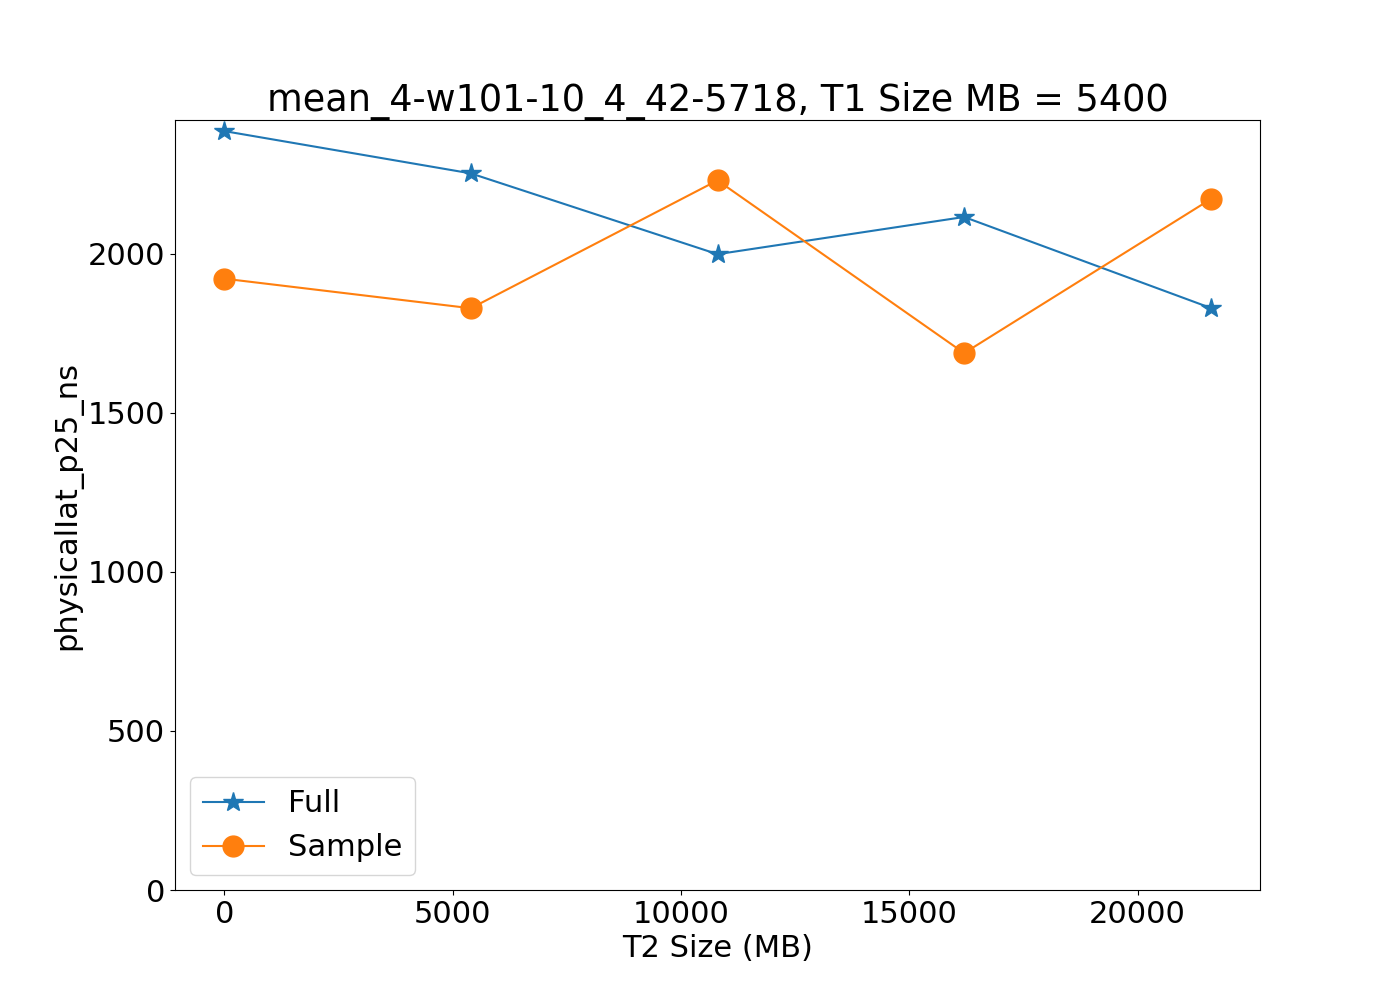 mean_4-w101-10_4_42-5718, T1 Size MB = 5400
physicallat_p25_ns
2000
1500
1000
500
0
Full
Sample
0 5000 10000 15000 20000
T2 Size (MB)